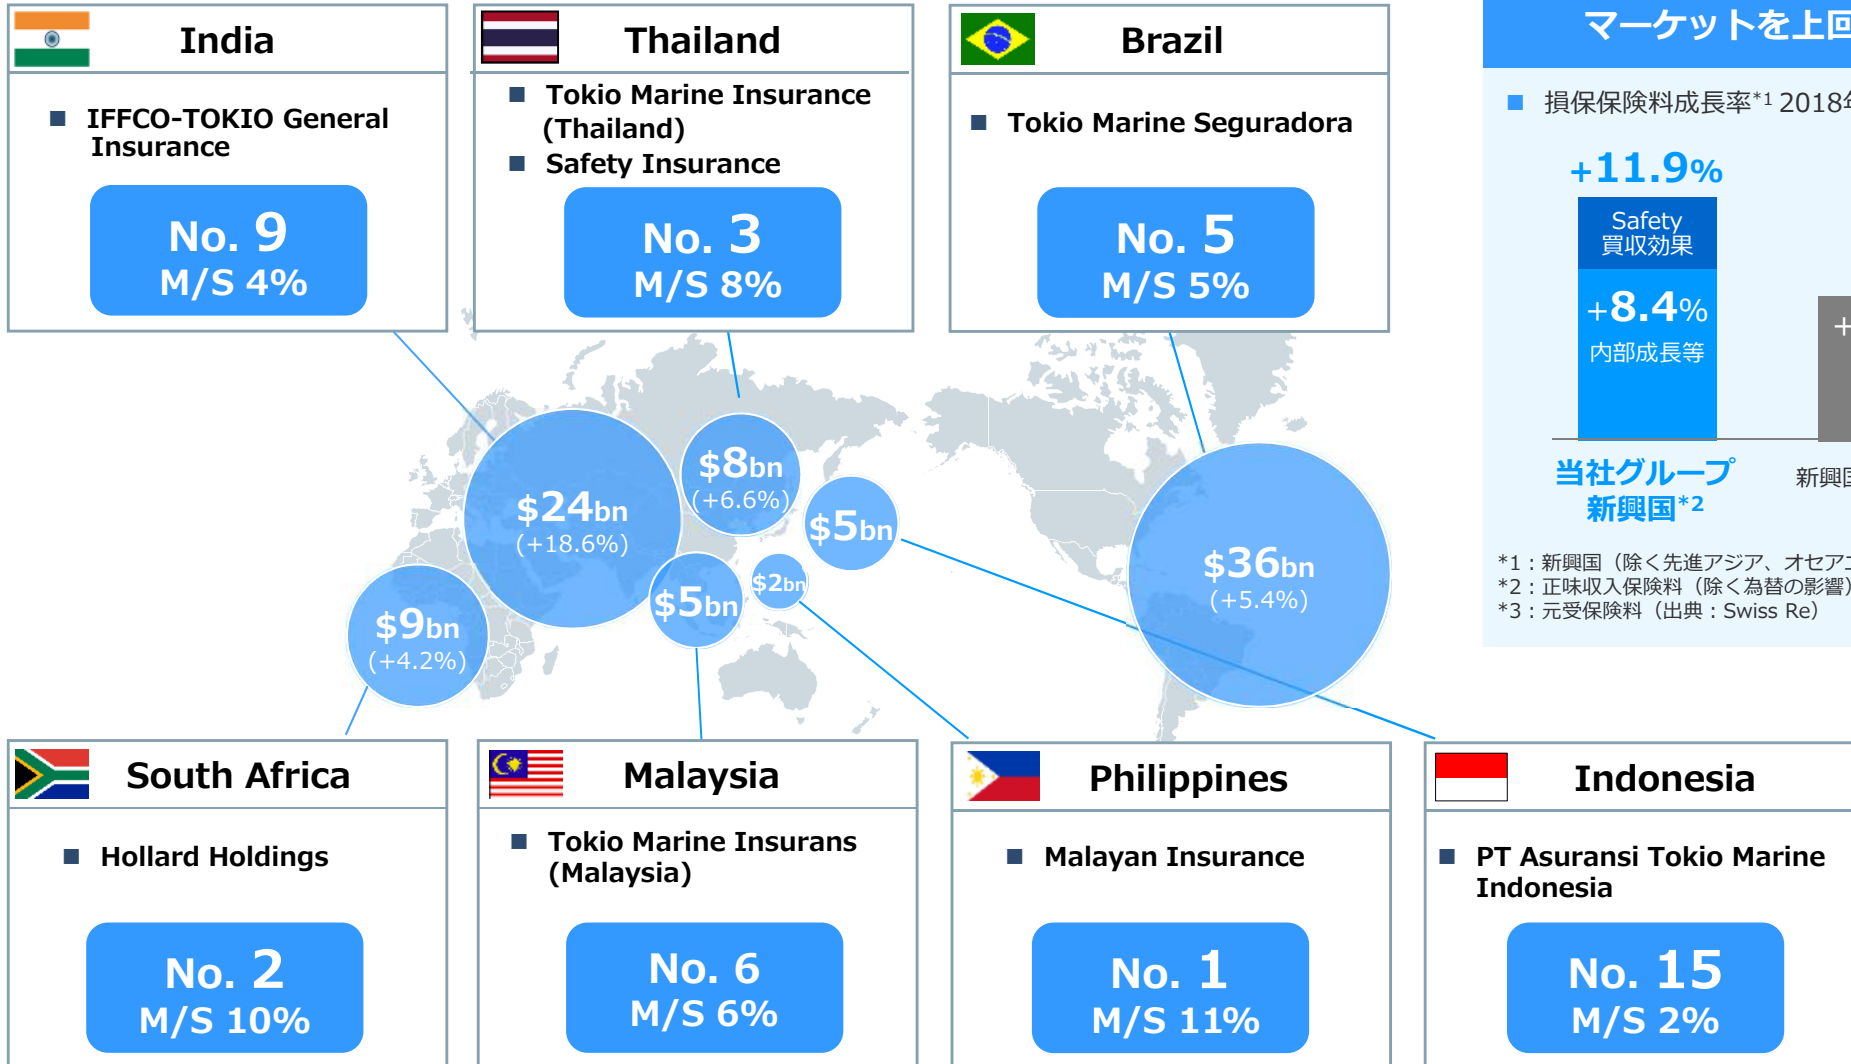 India
IFFCO-TOKIO General
Insurance
No. 9
M/S 4%
Thailand
Tokio Marine Insurance
(Thailand)
Safety Insurance
No. 3
M/S 8%
Brazil
Tokio Marine Seguradora
No. 5
M/S 5%
マーケットを上回
損保保険料成長率*1 2018年
+11.9%
Safety
買収効果
+8.4%
内部成長等
+
当社グループ
新興国*2
新興国
*1：新興国（除く先進アジア、オセアニ
*2：正味収入保険料（除く為替の影響）
*3：元受保険料（出典：Swiss Re）
$24bn
(+18.6%)
$8bn
(+6.6%)
$5bn
$5bn
$2bn
$9bn
(+4.2%)
$36bn
(+5.4%)
South Africa
Hollard Holdings
No. 2
M/S 10%
Malaysia
Tokio Marine Insurans
(Malaysia)
No. 6
M/S 6%
Philippines
Malayan Insurance
No. 1
M/S 11%
Indonesia
PT Asuransi Tokio Marine
Indonesia
No. 15
M/S 2%